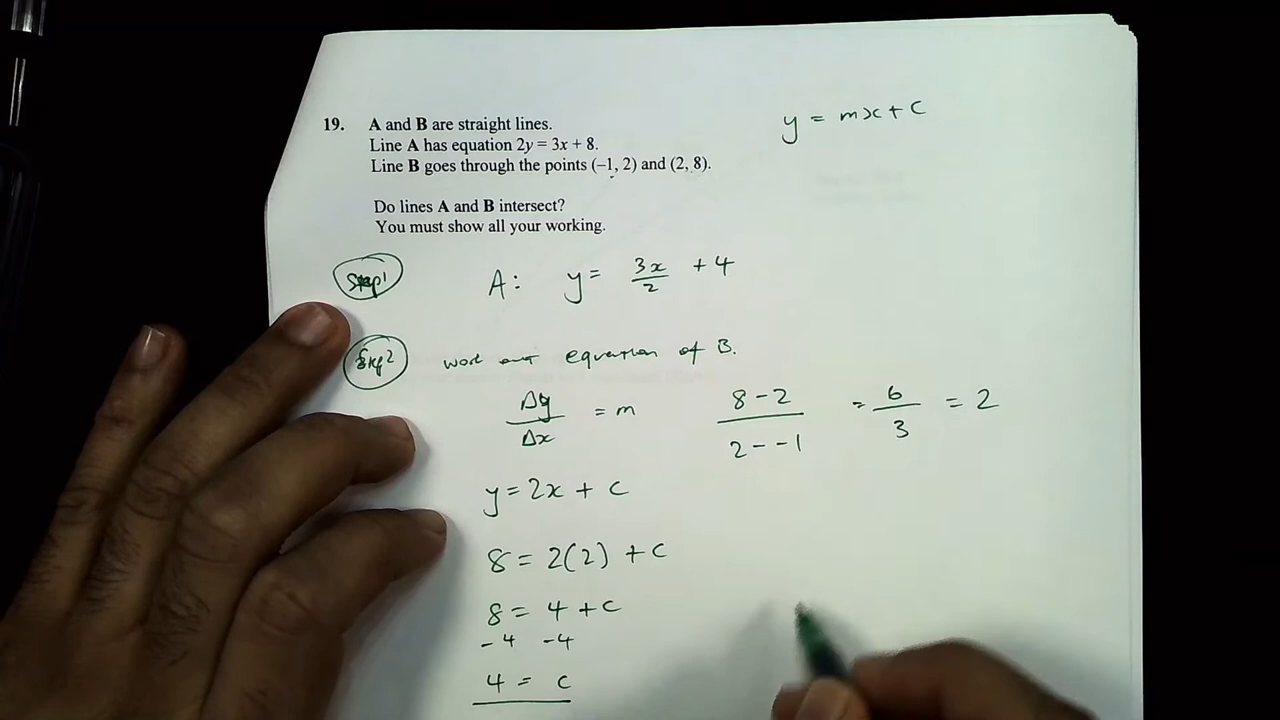 y = mx + c
19. A and B are straight lines.
Line A has equation 2y = 3x + 8.
Line B goes through the points (–1, 2) and (2, 8).
Do lines A and B intersect?
You must show all your working.
Step 1 A: y = 3x/2 + 4
Step 2 work out equation of B.
Δy/Δx = m 8 - 2 / 2 - -1 = 6/3 = 2
y = 2x + c
8 = 2(2) + c
8 = 4 + c
-4 -4
4 = c